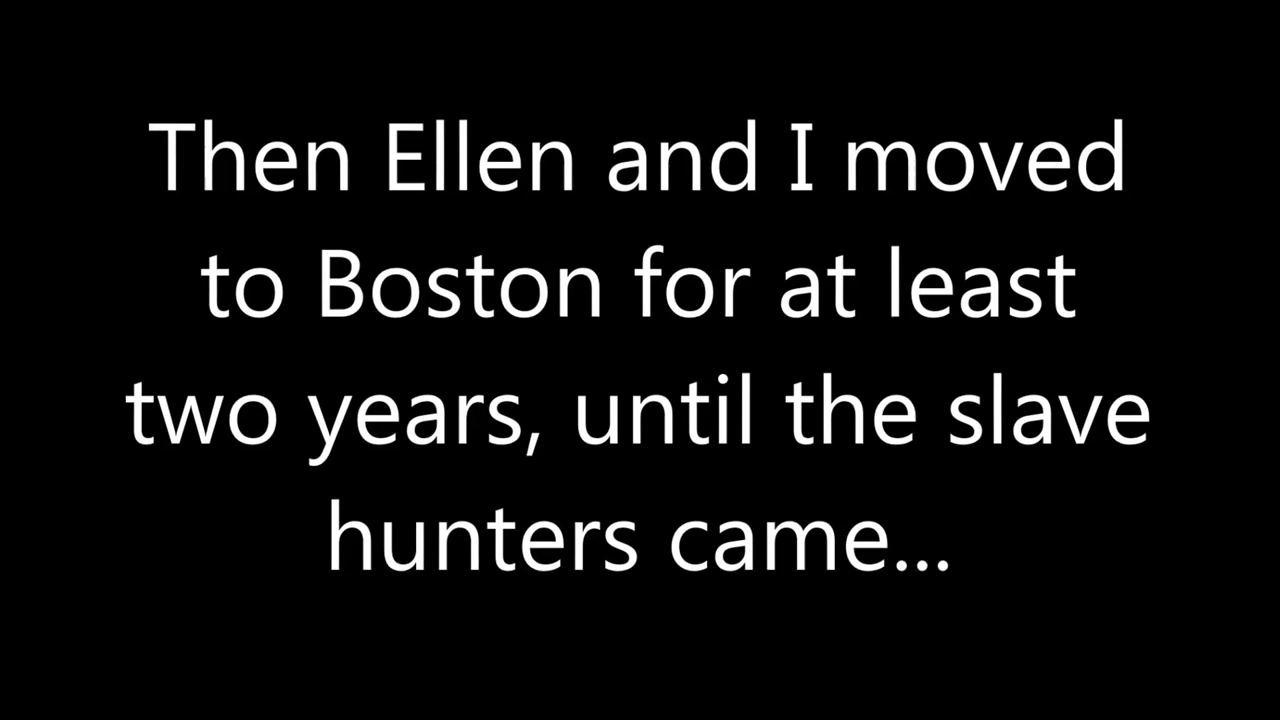 Then Ellen and I moved
to Boston for at least
two years, until the slave
hunters came...